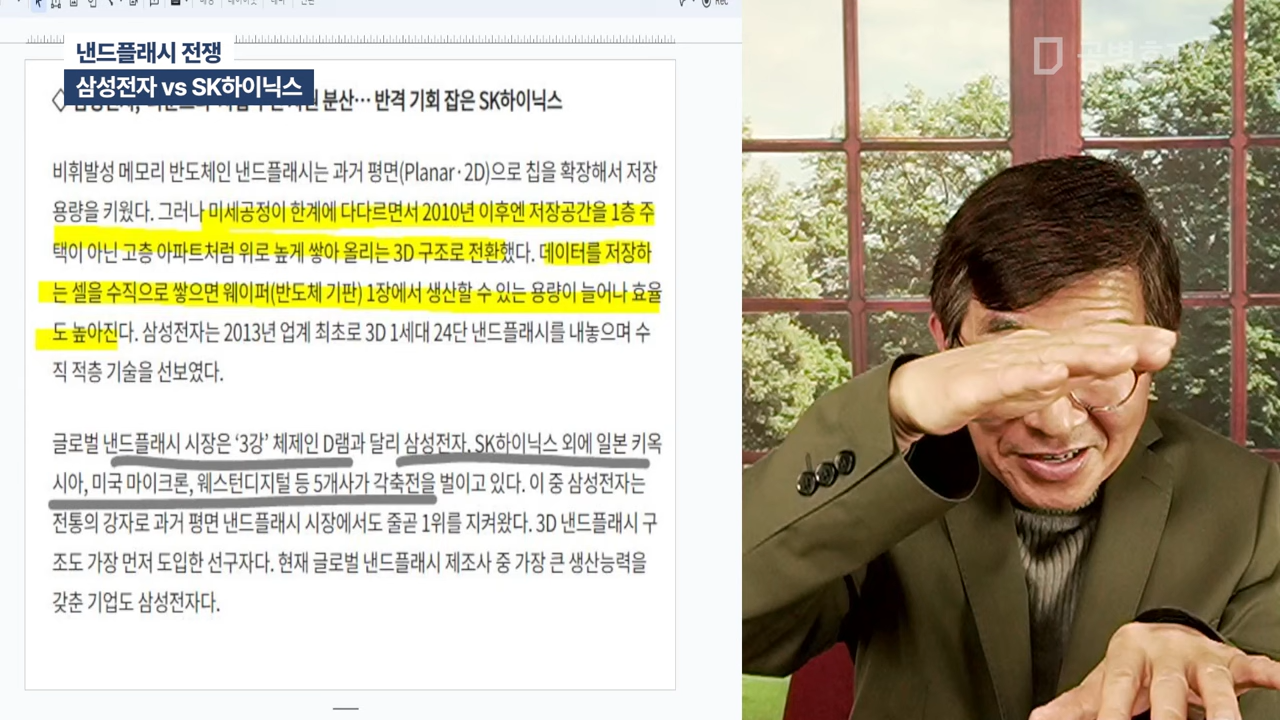 낸드플래시 전쟁
삼성전자 vs SK하이닉스
분산… 반격 기회 잡은 SK하이닉스
비휘발성 메모리 반도체인 낸드플래시는 과거 평면(Planar·2D)으로 칩을 확장해서 저장
용량을 키웠다. 그러나 미세공정이 한계에 다다르면서 2010년 이후엔 저장공간을 1층 주
택이 아닌 고층 아파트처럼 위로 높게 쌓아 올리는 3D 구조로 전환했다. 데이터를 저장하
는 셀을 수직으로 쌓으면 웨이퍼(반도체 기판) 1장에서 생산할 수 있는 용량이 늘어나 효율
도 높아진다. 삼성전자는 2013년 업계 최초로 3D 1세대 24단 낸드플래시를 내놓으며 수
직 적층 기술을 선보였다.
글로벌 낸드플래시 시장은 ‘3강’ 체제인 D램과 달리 삼성전자, SK하이닉스 외에 일본 키옥
시아, 미국 마이크론, 웨스턴디지털 등 5개사가 각축전을 벌이고 있다. 이 중 삼성전자는
전통의 강자로 과거 평면 낸드플래시 시장에서도 줄곧 1위를 지켜왔다. 3D 낸드플래시 구
조도 가장 먼저 도입한 선구자다. 현재 글로벌 낸드플래시 제조사 중 가장 큰 생산능력을
갖춘 기업도 삼성전자다.